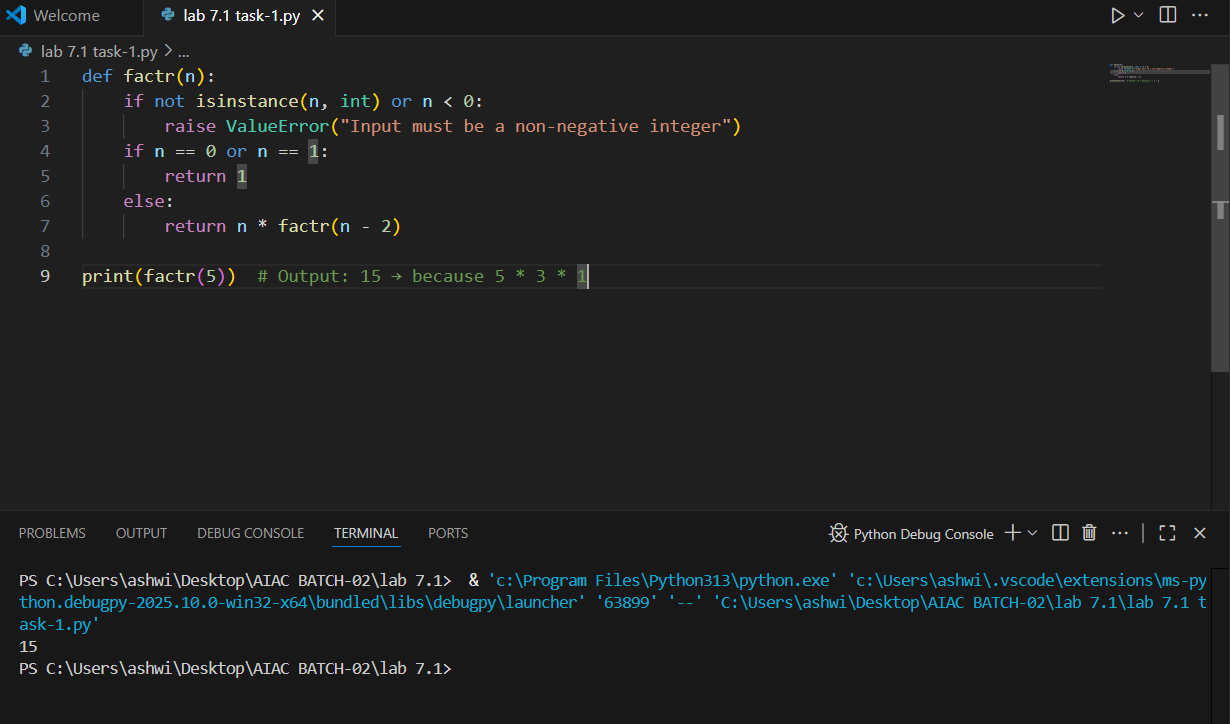 Welcome
lab 7.1 task-1.py
lab 7.1 task-1.py > ...
1 def factr(n):
2     if not isinstance(n, int) or n < 0:
3         raise ValueError("Input must be a non-negative integer")
4     if n == 0 or n == 1:
5         return 1
6     else:
7         return n * factr(n - 2)
8
9 print(factr(5))  # Output: 15 → because 5 * 3 * 1
PROBLEMS OUTPUT DEBUG CONSOLE TERMINAL PORTS Python Debug Console
PS C:\Users\ashwi\Desktop\AIAC BATCH-02\lab 7.1>  & 'c:\Program Files\Python313\python.exe' 'c:\Users\ashwi\.vscode\extensions\ms-py
thon.debugpy-2025.10.0-win32-x64\bundled\libs\debugpy\launcher' '63899' '--' 'C:\Users\ashwi\Desktop\AIAC BATCH-02\lab 7.1\lab 7.1 t
ask-1.py'
15
PS C:\Users\ashwi\Desktop\AIAC BATCH-02\lab 7.1>